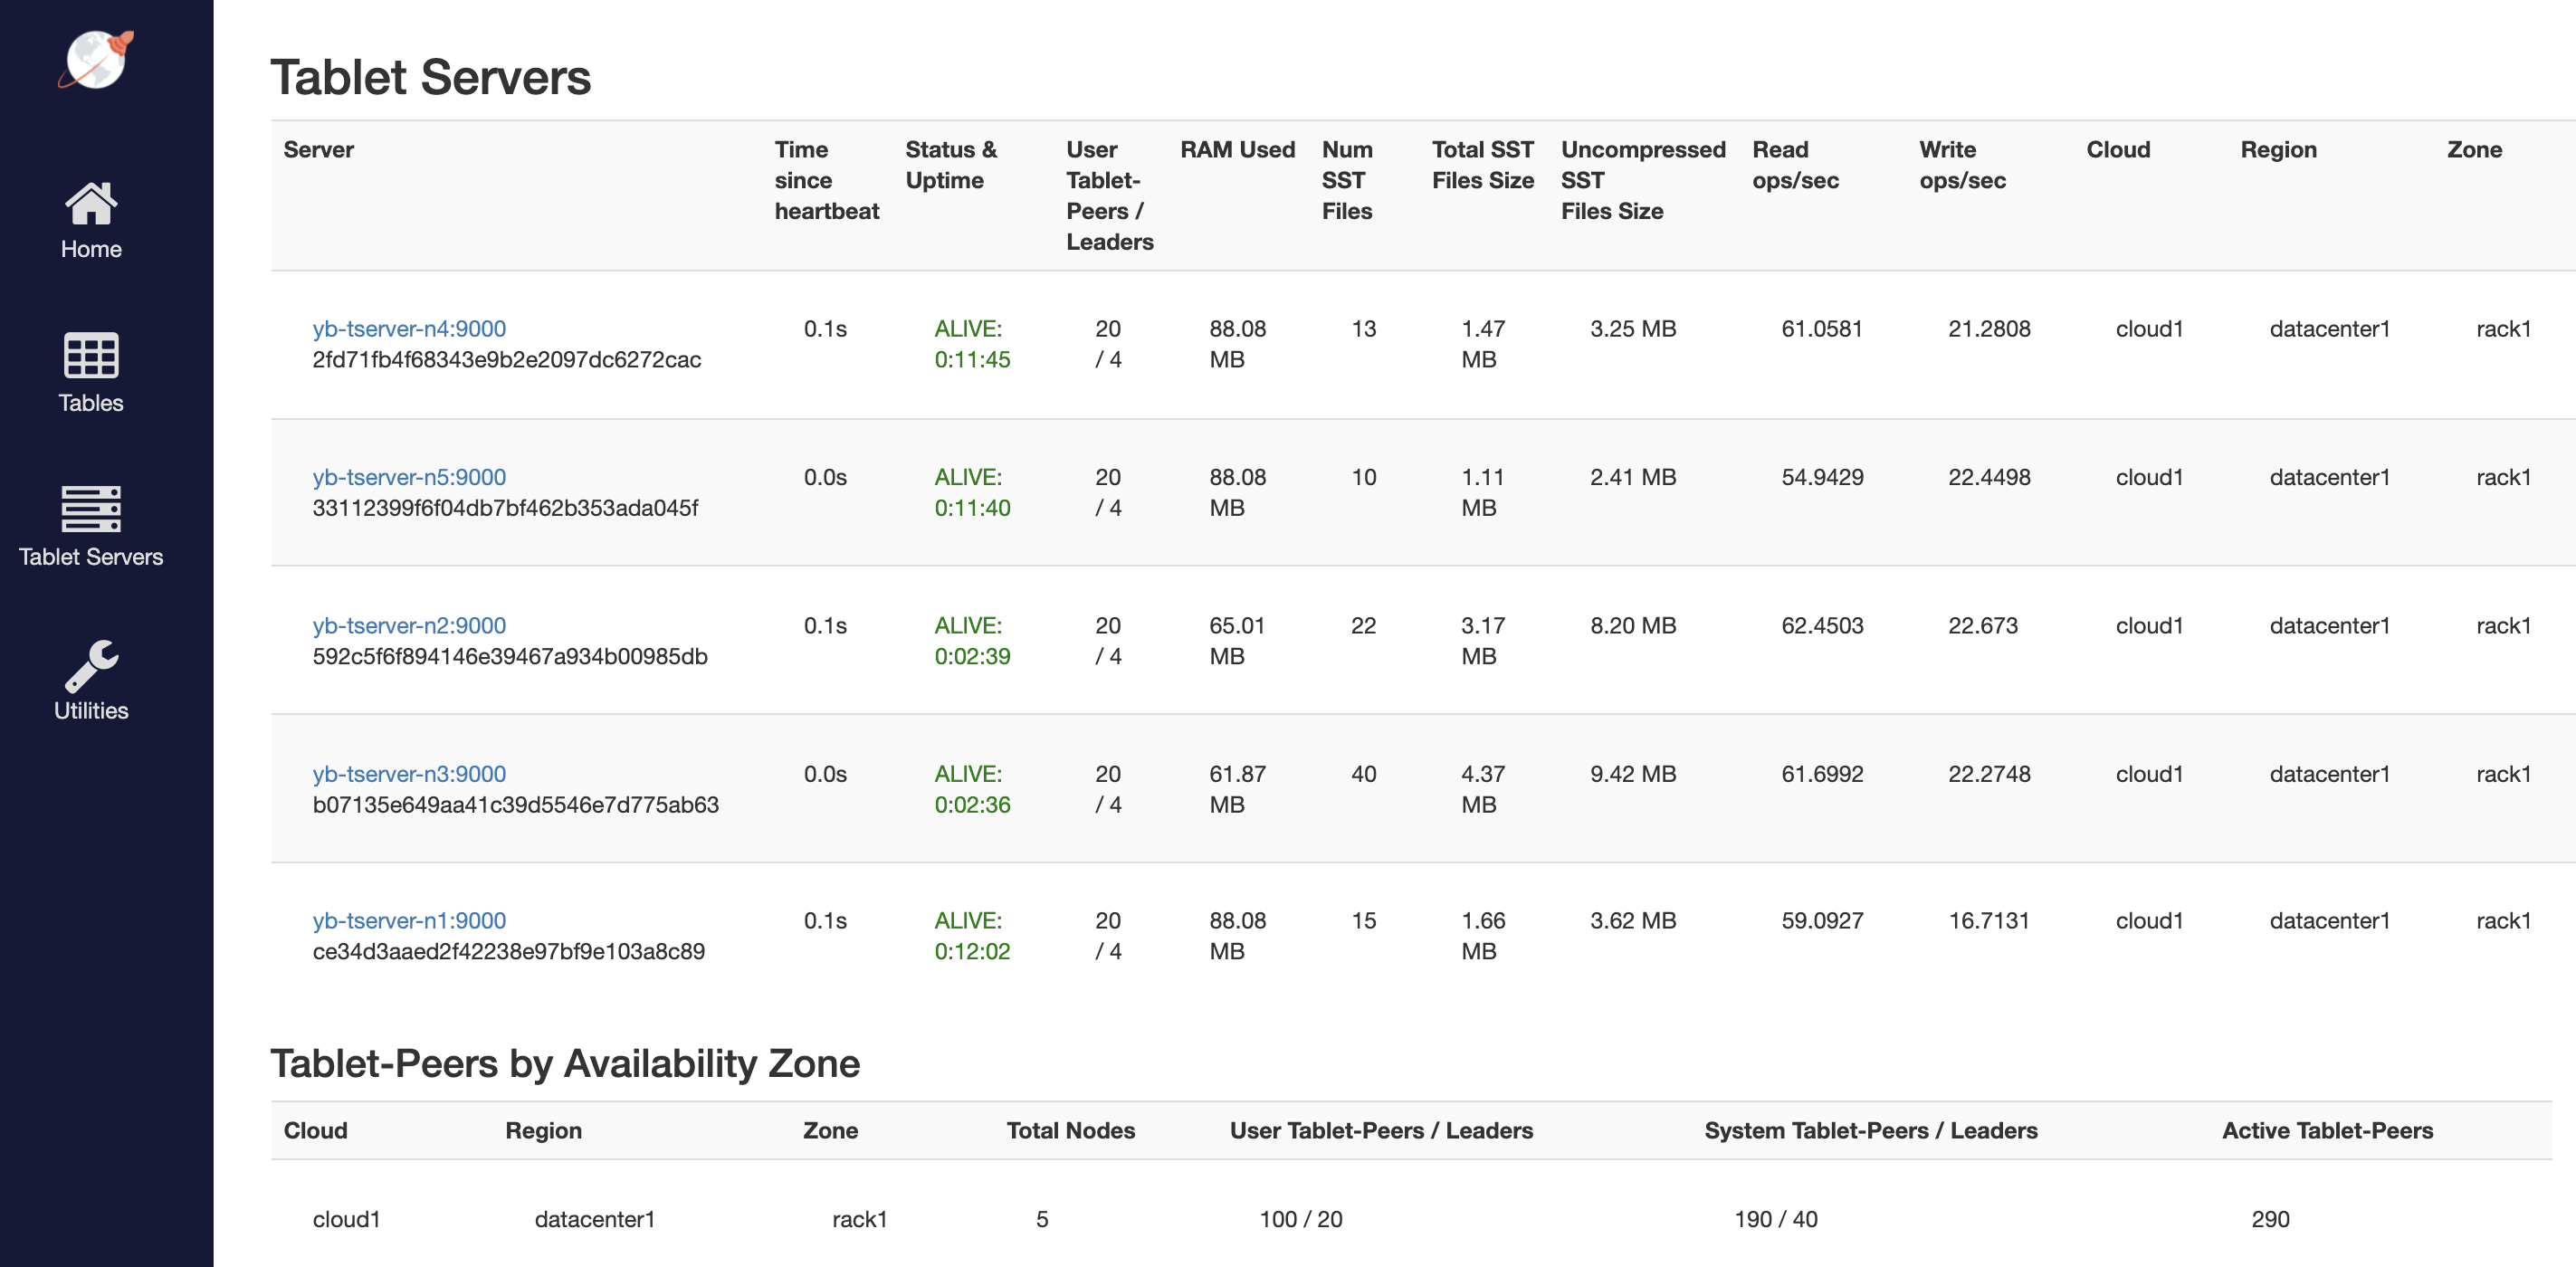 Home
Tables
Tablet Servers
Utilities
Tablet Servers
Server Time since heartbeat Status & Uptime User Tablet-Peers / Leaders RAM Used Num SST Files Total SST Files Size Uncompressed SST Files Size Read ops/sec Write ops/sec Cloud Region Zone
yb-tserver-n4:9000 0.1s ALIVE: 20 88.08 13 1.47 3.25 MB 61.0581 21.2808 cloud1 datacenter1 rack1
2fd71fb4f68343e9b2e2097dc6272cac 0:11:45 / 4 MB MB
yb-tserver-n5:9000 0.0s ALIVE: 20 88.08 10 1.11 2.41 MB 54.9429 22.4498 cloud1 datacenter1 rack1
33112399f6f04db7bf462b353ada045f 0:11:40 / 4 MB MB
yb-tserver-n2:9000 0.1s ALIVE: 20 65.01 22 3.17 8.20 MB 62.4503 22.673 cloud1 datacenter1 rack1
592c5f6f894146e39467a934b00985db 0:02:39 / 4 MB MB
yb-tserver-n3:9000 0.0s ALIVE: 20 61.87 40 4.37 9.42 MB 61.6992 22.2748 cloud1 datacenter1 rack1
b07135e649aa41c39d5546e7d775ab63 0:02:36 / 4 MB MB
yb-tserver-n1:9000 0.1s ALIVE: 20 88.08 15 1.66 3.62 MB 59.0927 16.7131 cloud1 datacenter1 rack1
ce34d3aaed2f42238e97bf9e103a8c89 0:12:02 / 4 MB MB
Tablet-Peers by Availability Zone
Cloud Region Zone Total Nodes User Tablet-Peers / Leaders System Tablet-Peers / Leaders Active Tablet-Peers
cloud1 datacenter1 rack1 5 100 / 20 190 / 40 290